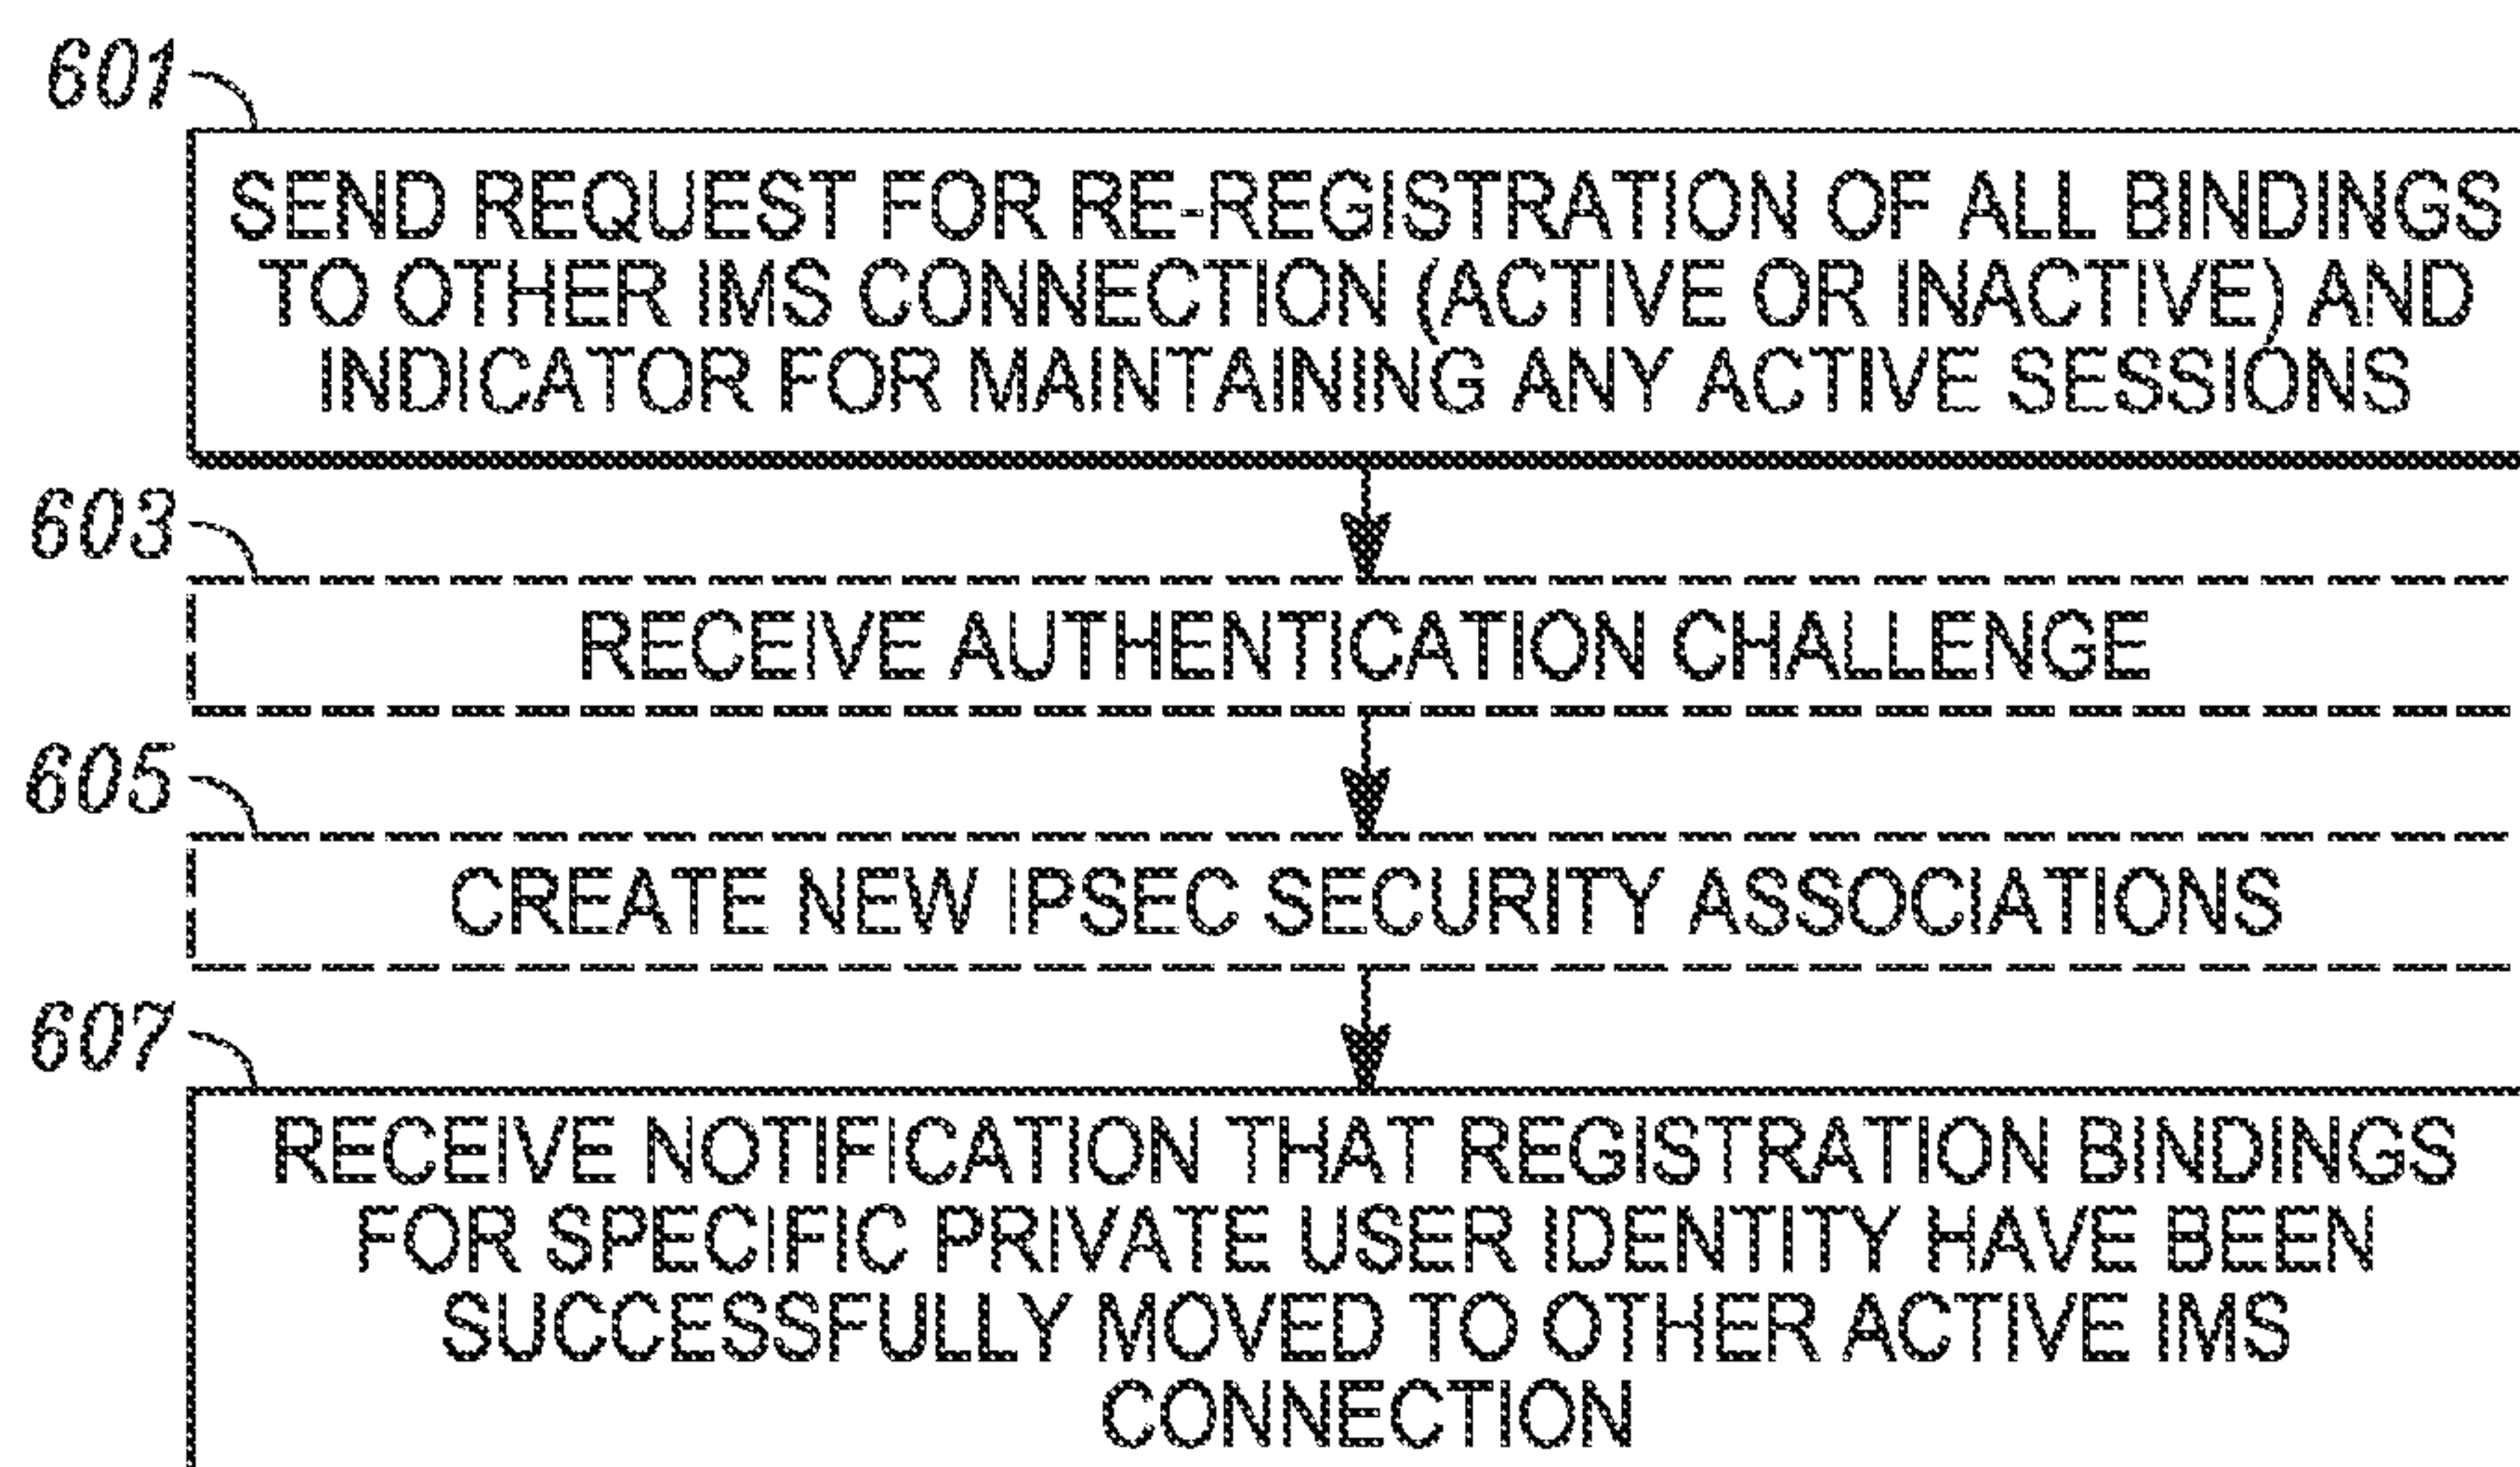 601
SEND REQUEST FOR RE-REGISTRATION OF ALL BINDINGS
TO OTHER IMS CONNECTION (ACTIVE OR INACTIVE) AND
INDICATOR FOR MAINTAINING ANY ACTIVE SESSIONS
603
RECEIVE AUTHENTICATION CHALLENGE
605
CREATE NEW IPSEC SECURITY ASSOCIATIONS
607
RECEIVE NOTIFICATION THAT REGISTRATION BINDINGS
FOR SPECIFIC PRIVATE USER IDENTITY HAVE BEEN
SUCCESSFULLY MOVED TO OTHER ACTIVE IMS
CONNECTION